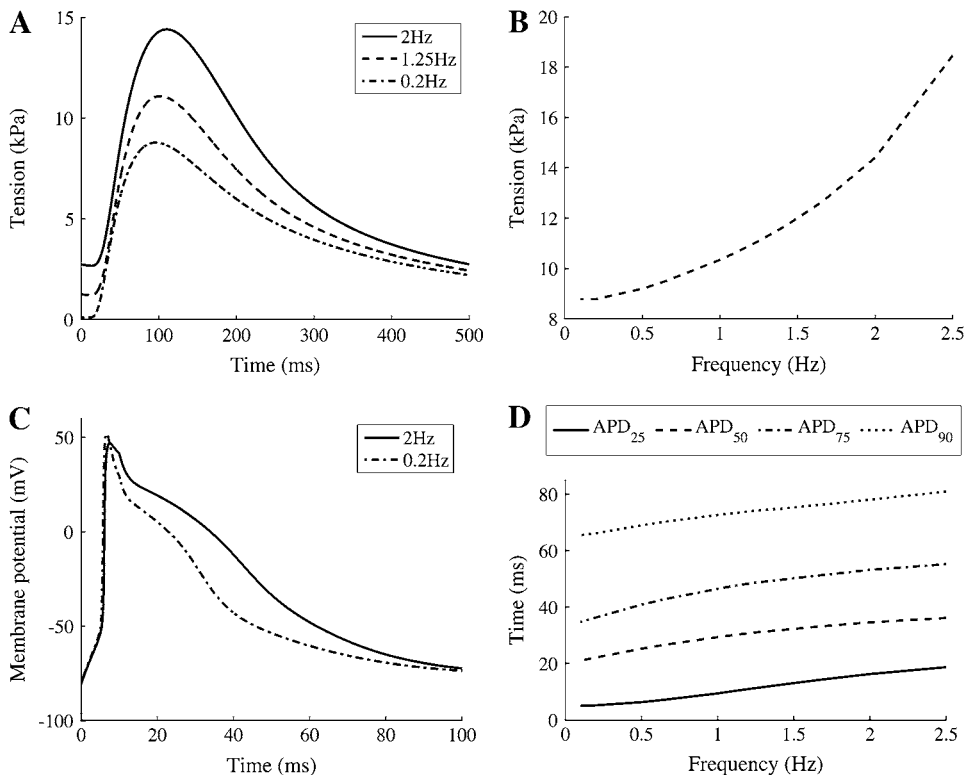 A
15
10
5
0
Tension (kPa)
2Hz
1.25Hz
0.2Hz
0 100 200 300 400 500
Time (ms)
B
20
18
16
14
12
10
8
Tension (kPa)
0 0.5 1 1.5 2 2.5
Frequency (Hz)
C
50
0
-50
-100
Membrane potential (mV)
2Hz
0.2Hz
0 20 40 60 80 100
Time (ms)
D
APD25 APD50 APD75 APD90
80
60
40
20
0
Time (ms)
0 0.5 1 1.5 2 2.5
Frequency (Hz)